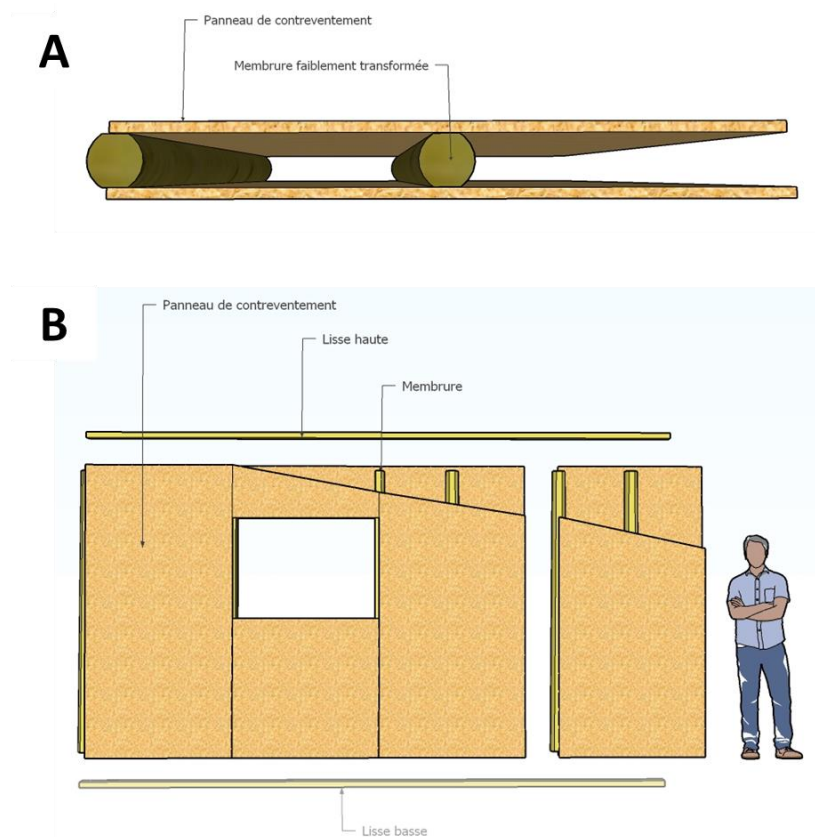 A
Panneau de contreventement
Membrure faiblement transformée
B
Panneau de contreventement
Lisse haute
Membrure
Lisse basse